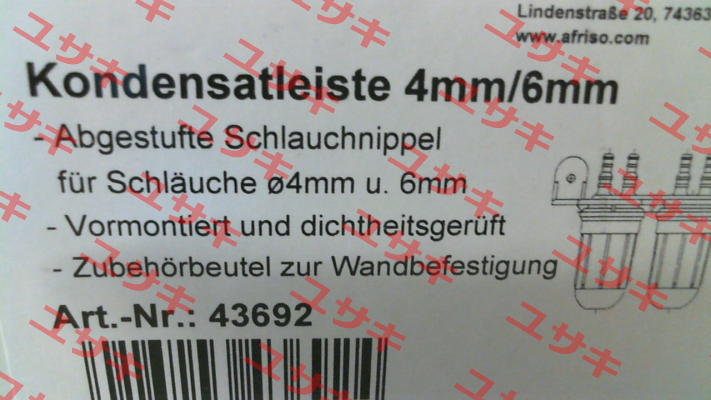 Lindenstraße 20, 74363
www.afriso.com
Kondensatleiste 4mm/6mm
- Abgestufte Schlauchnippel
für Schläuche ø4mm u. 6mm
- Vormontiert und dichtheitsgerüft
- Zubehörbeutel zur Wandbefestigung
Art.-Nr.: 43692
ユサキ